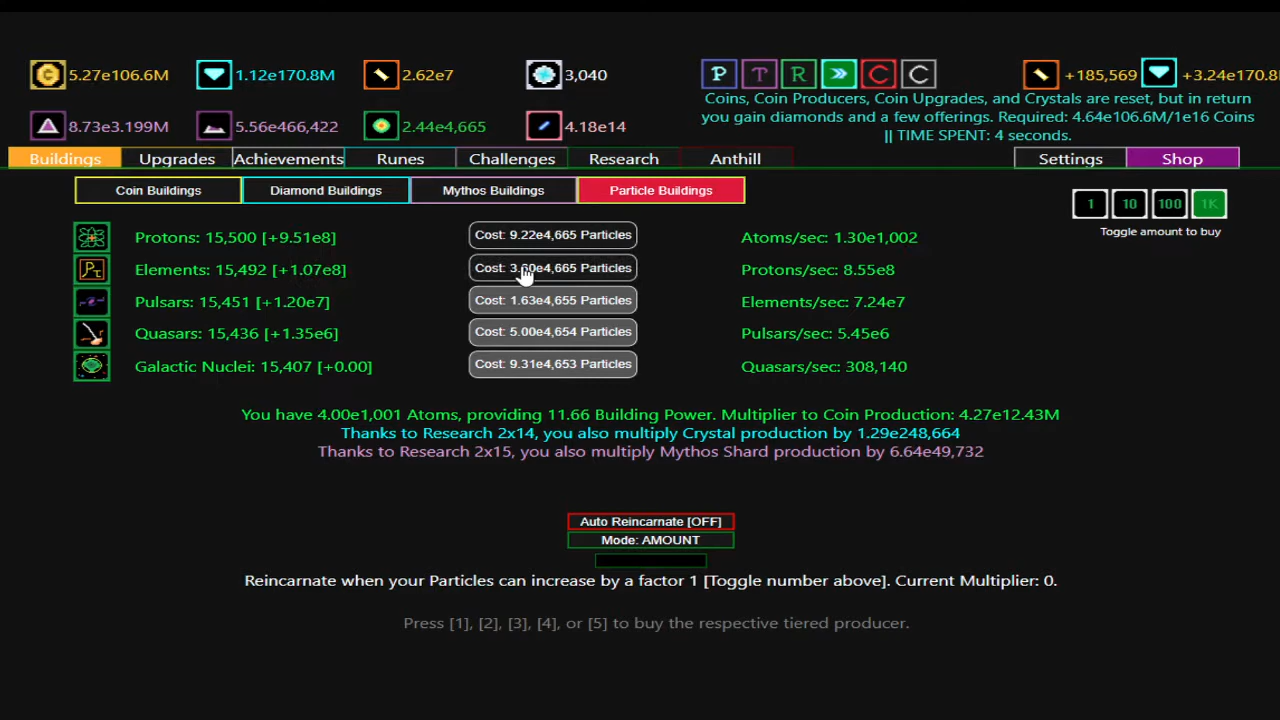 5.27e106.6M 1.12e170.8M 2.62e7 3,040 P T R » C C +185,569 +3.24e170.8
Coins, Coin Producers, Coin Upgrades, and Crystals are reset, but in return
8.73e3.199M 5.56e466,422 2.44e4,665 4.18e14 you gain diamonds and a few offerings. Required: 4.64e106.6M/1e16 Coins
|| TIME SPENT: 4 seconds.
Buildings Upgrades Achievements Runes Challenges Research Anthill Settings Shop
Coin Buildings Diamond Buildings Mythos Buildings Particle Buildings
1 10 100 1K
Toggle amount to buy
Protons: 15,500 [+9.51e8] Cost: 9.22e4,665 Particles Atoms/sec: 1.30e1,002
Elements: 15,492 [+1.07e8] Cost: e4,665 Particles Protons/sec: 8.55e8
Pulsars: 15,451 [+1.20e7] Cost: 1.63e4,655 Particles Elements/sec: 7.24e7
Quasars: 15,436 [+1.35e6] Cost: 5.00e4,654 Particles Pulsars/sec: 5.45e6
Galactic Nuclei: 15,407 [+0.00] Cost: 9.31e4,653 Particles Quasars/sec: 308,140
You have 4.00e1,001 Atoms, providing 11.66 Building Power. Multiplier to Coin Production: 4.27e12.43M
Thanks to Research 2x14, you also multiply Crystal production by 1.29e248,664
Thanks to Research 2x15, you also multiply Mythos Shard production by 6.64e49,732
Auto Reincarnate [OFF]
Mode: AMOUNT
Reincarnate when your Particles can increase by a factor 1 [Toggle number above]. Current Multiplier: 0.
Press [1], [2], [3], [4], or [5] to buy the respective tiered producer.